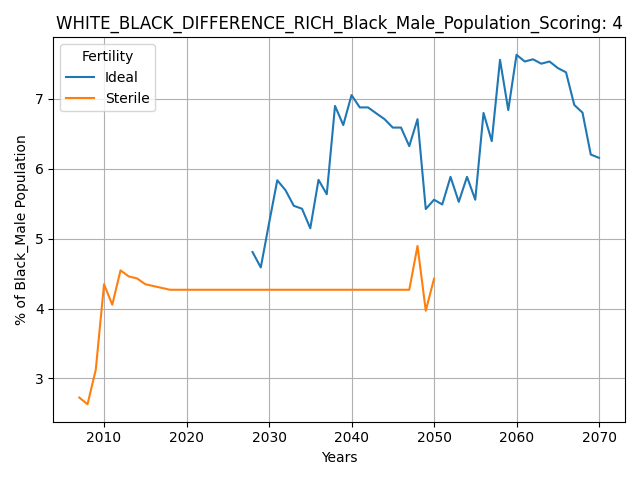 WHITE_BLACK_DIFFERENCE_RICH_Black_Male_Population_Scoring: 4
Fertility
Ideal
Sterile
% of Black_Male Population
7
6
5
4
3
2010 2020 2030 2040 2050 2060 2070
Years